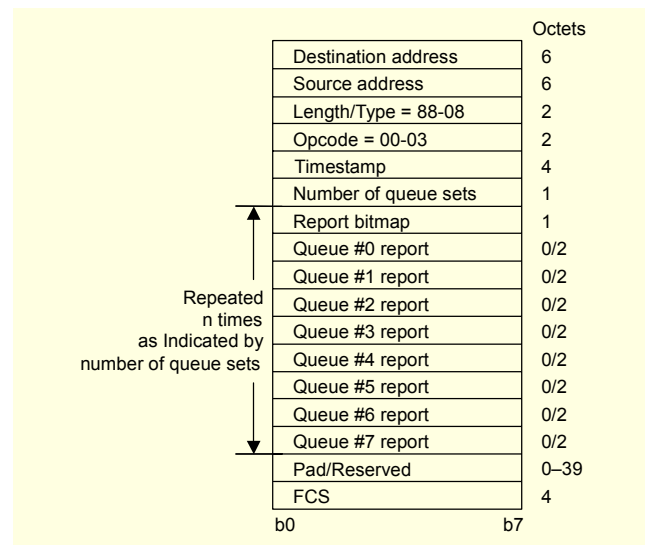 Octets
Destination address 6
Source address 6
Length/Type = 88-08 2
Opcode = 00-03 2
Timestamp 4
Number of queue sets 1
Report bitmap 1
Queue #0 report 0/2
Queue #1 report 0/2
Queue #2 report 0/2
Queue #3 report 0/2
Queue #4 report 0/2
Queue #5 report 0/2
Queue #6 report 0/2
Queue #7 report 0/2
Repeated
n times
as Indicated by
number of queue sets
Pad/Reserved 0–39
FCS 4
b0 b7